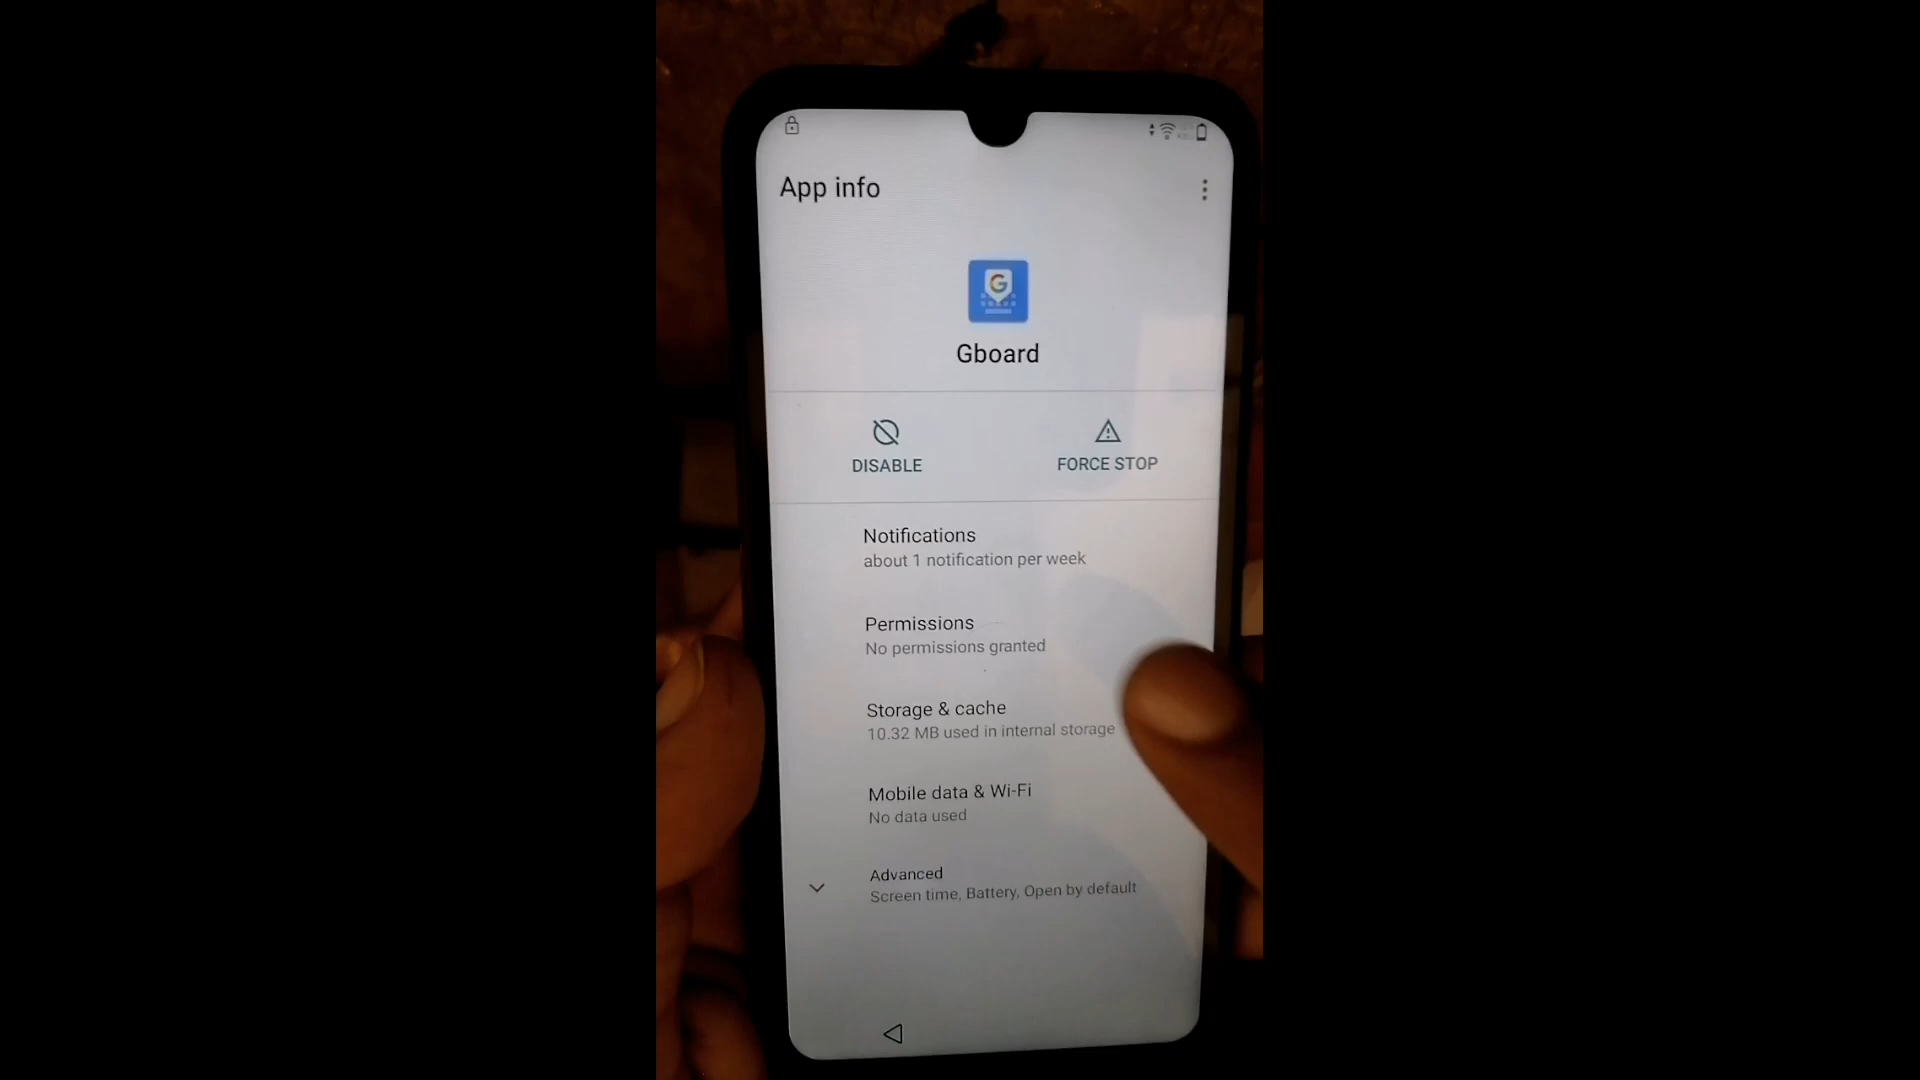 App info
G
Gboard
DISABLE
FORCE STOP
Notifications
about 1 notification per week
Permissions
No permissions granted
Storage & cache
10.32 MB used in internal storage
Mobile data & Wi-Fi
No data used
Advanced
Screen time, Battery, Open by default